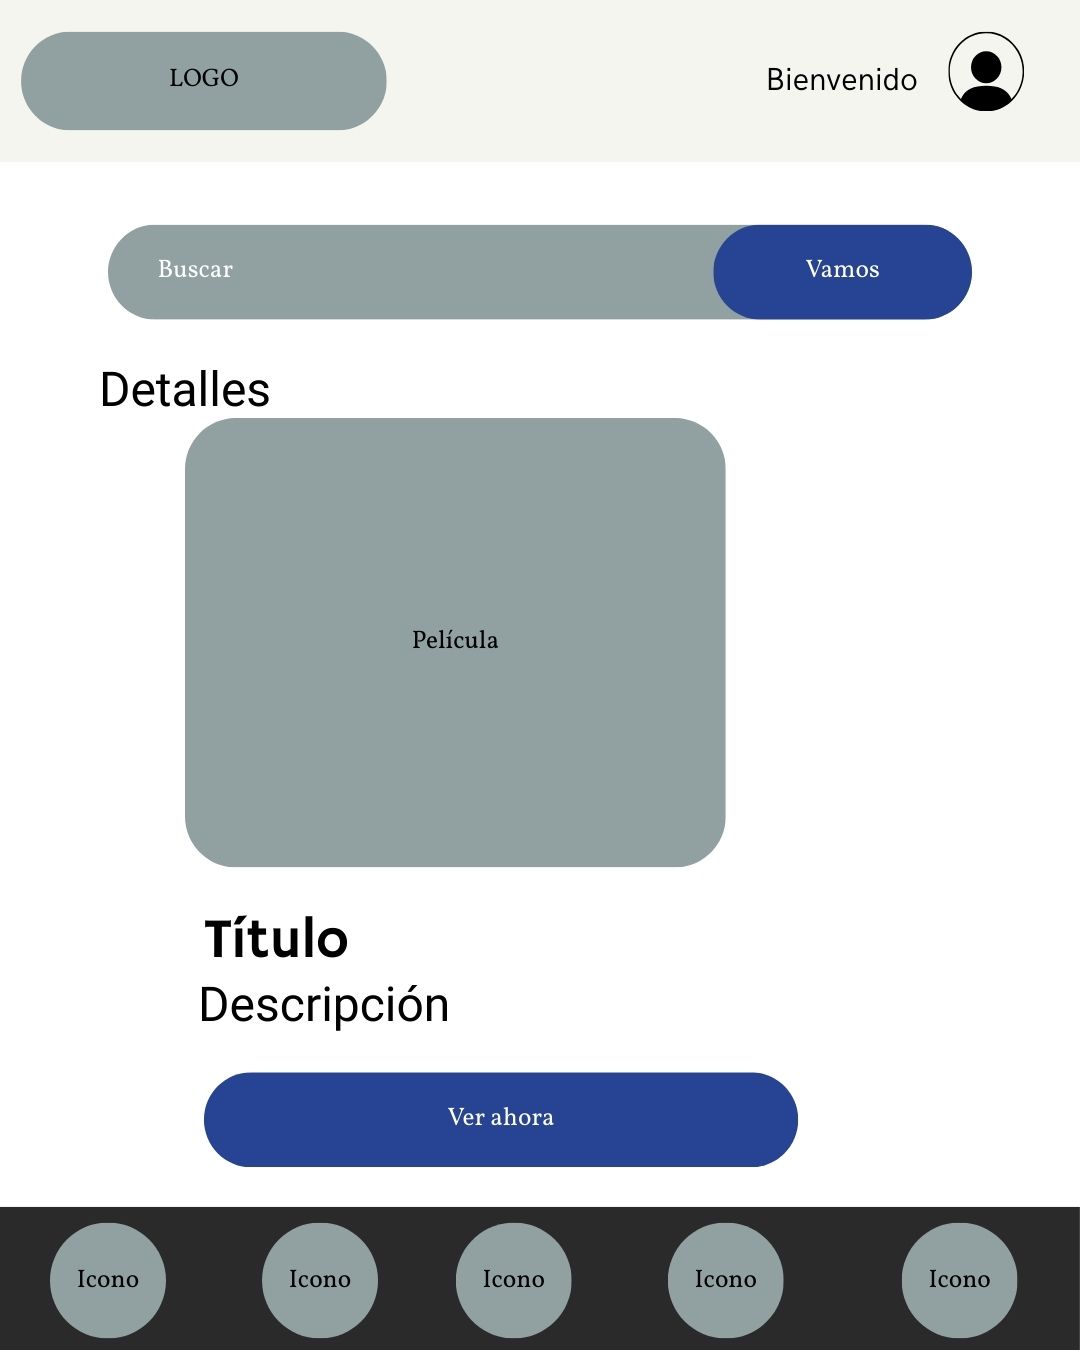 LOGO
Bienvenido
Buscar
Vamos
Detalles
Película
Título
Descripción
Ver ahora
Icono
Icono
Icono
Icono
Icono